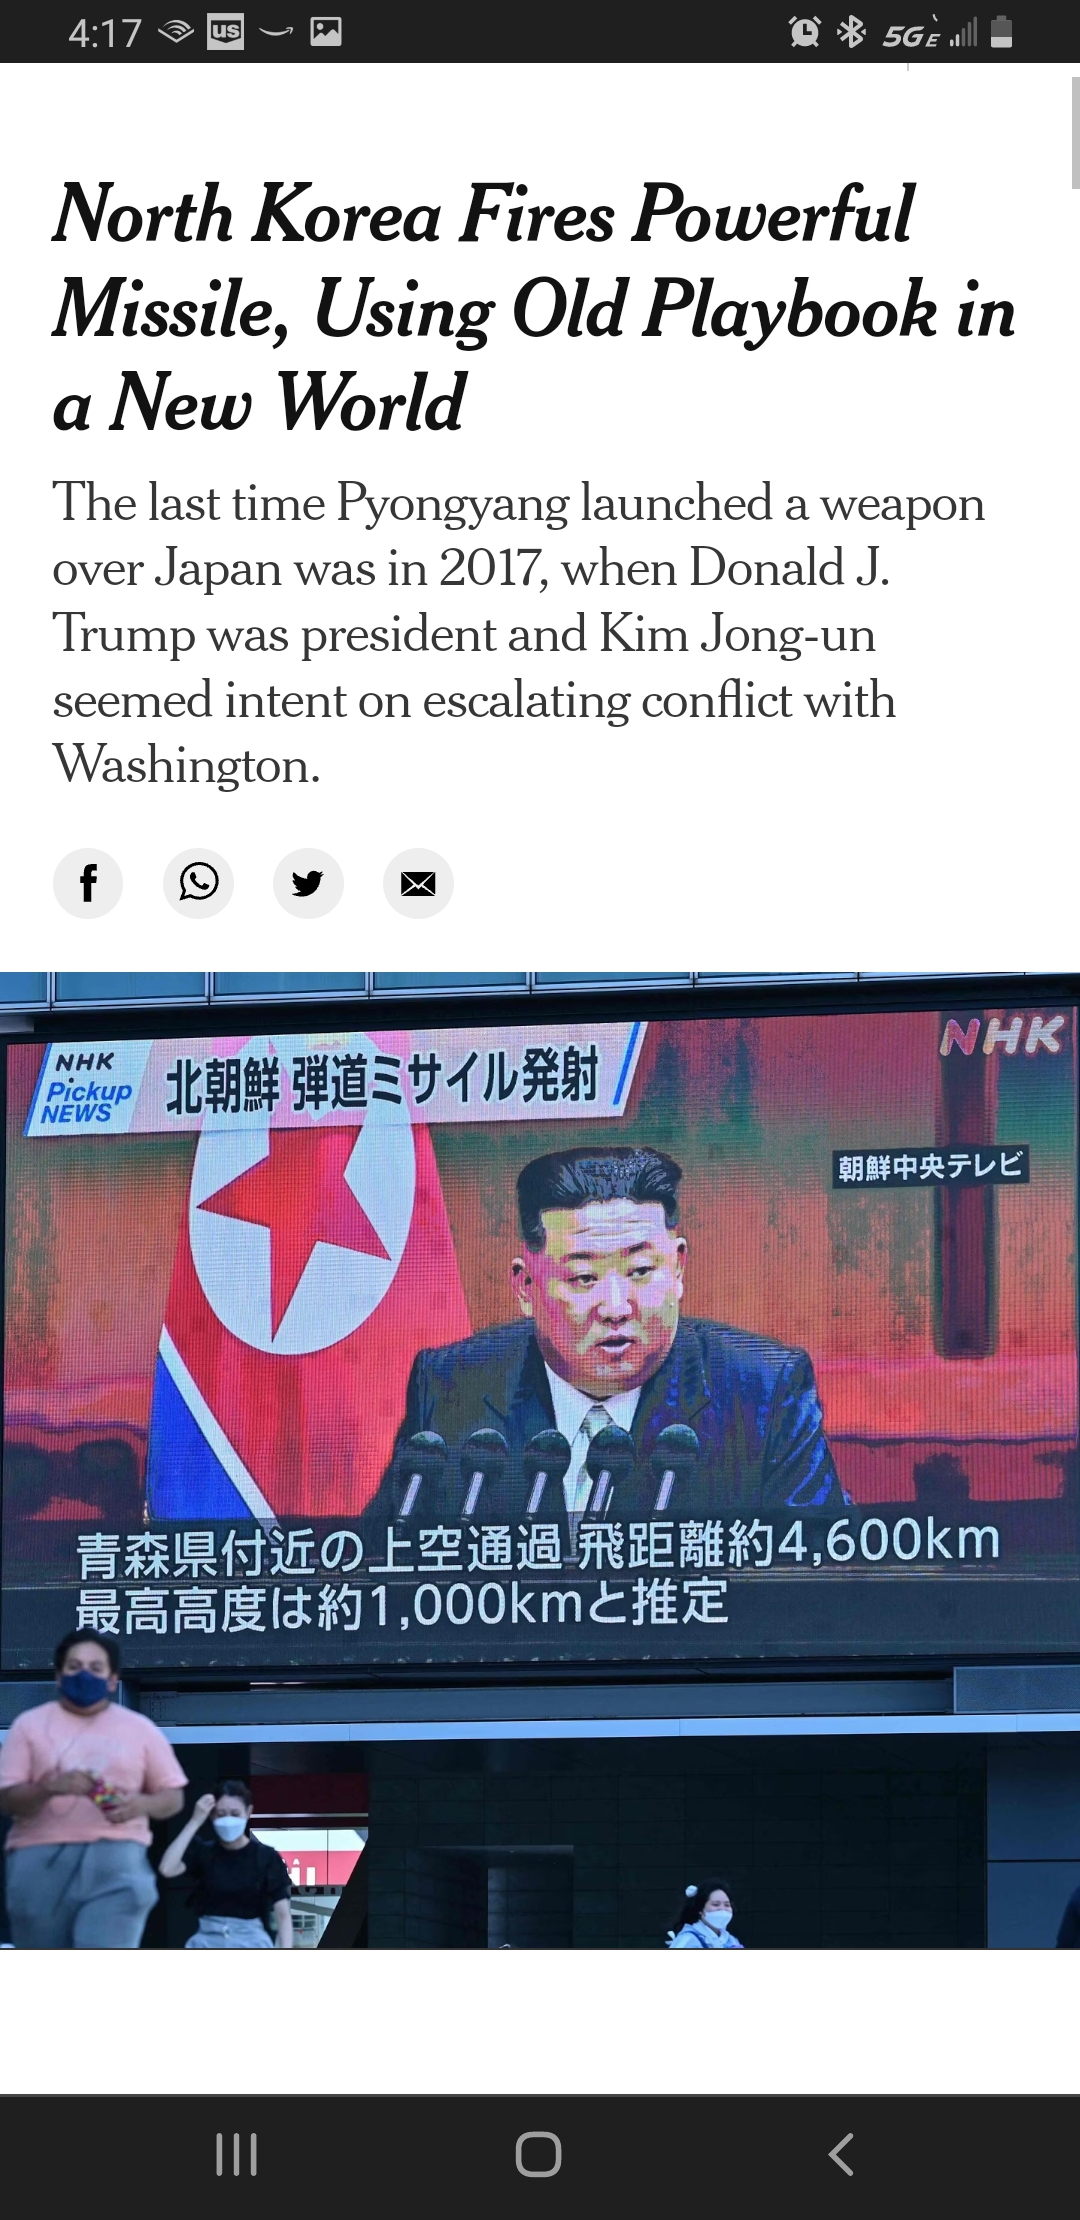 4:17
us
5GE
North Korea Fires Powerful
Missile, Using Old Playbook in
a New World
The last time Pyongyang launched a weapon
over Japan was in 2017, when Donald J.
Trump was president and Kim Jong-un
seemed intent on escalating conflict with
Washington.
NHK
Pickup
NEWS
北朝鮮 弾道ミサイル発射
NHK
朝鮮中央テレビ
青森県付近の上空通過 飛距離約4,600km
最高高度は約1,000kmと推定